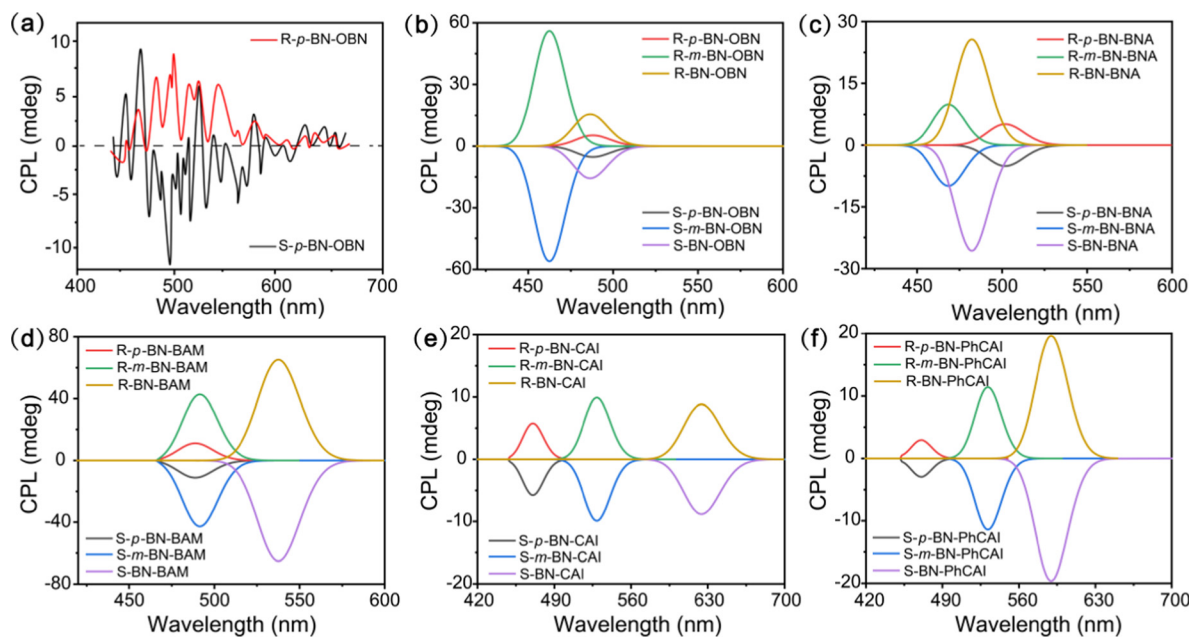 (a)
10
5
0
-5
-10
CPL (mdeg)
R-p-BN-OBN
S-p-BN-OBN
400
500
600
700
Wavelength (nm)
(b)
60
30
0
-30
-60
CPL (mdeg)
R-p-BN-OBN
R-m-BN-OBN
R-BN-OBN
S-p-BN-OBN
S-m-BN-OBN
S-BN-OBN
450
500
550
600
Wavelength (nm)
(c)
30
15
0
-15
-30
CPL (mdeg)
R-p-BN-BNA
R-m-BN-BNA
R-BN-BNA
S-p-BN-BNA
S-m-BN-BNA
S-BN-BNA
450
500
550
600
Wavelength (nm)
(d)
80
40
0
-40
-80
CPL (mdeg)
R-p-BN-BAM
R-m-BN-BAM
R-BN-BAM
S-p-BN-BAM
S-m-BN-BAM
S-BN-BAM
450
500
550
600
Wavelength (nm)
(e)
20
10
0
-10
-20
CPL (mdeg)
R-p-BN-CAI
R-m-BN-CAI
R-BN-CAI
S-p-BN-CAI
S-m-BN-CAI
S-BN-CAI
420
490
560
630
700
Wavelength (nm)
(f)
20
10
0
-10
-20
CPL (mdeg)
R-p-BN-PhCAI
R-m-BN-PhCAI
R-BN-PhCAI
S-p-BN-PhCAI
S-m-BN-PhCAI
S-BN-PhCAI
420
490
560
630
700
Wavelength (nm)